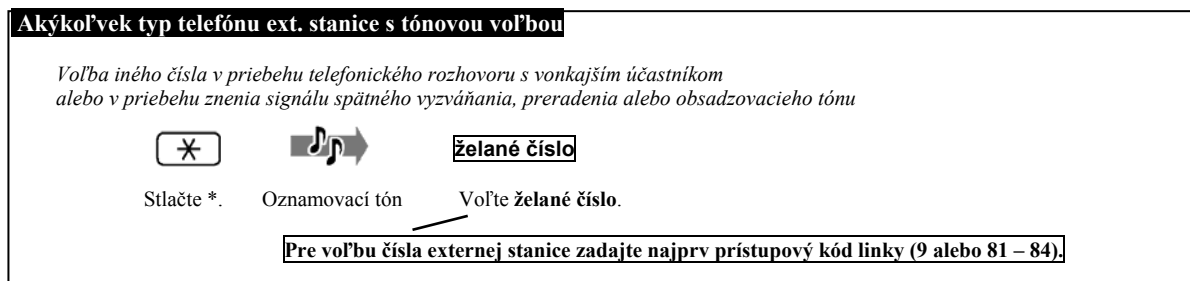 Akýkoľvek typ telefónu ext. stanice s tónovou voľbou
Voľba iného čísla v priebehu telefonického rozhovoru s vonkajším účastníkom
alebo v priebehu znenia signálu spätného vyzváňania, preradenia alebo obsadzovacieho tónu
želané číslo
Stlačte *. Oznamovací tón Voľte želané číslo.
Pre voľbu čísla externej stanice zadajte najprv prístupový kód linky (9 alebo 81 – 84).